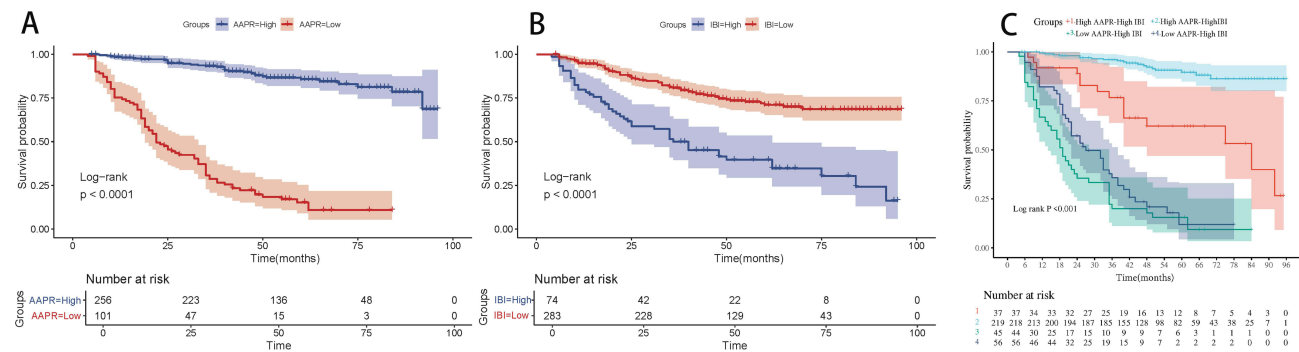 A
Groups AAPR=High AAPR=Low
Survival probability
1.00
0.75
0.50
0.25
0.00
Log−rank
p < 0.0001
0 25 50 75 100
Time(months)
Number at risk
Groups
AAPR=High 256 223 136 48 0
AAPR=Low 101 47 15 3 0
0 25 50 75 100
Time
B
Groups IBI=High IBI=Low
Survival probability
1.00
0.75
0.50
0.25
0.00
Log−rank
p < 0.0001
0 25 50 75 100
Time(months)
Number at risk
Groups
IBI=High 74 42 22 8 0
IBI=Low 283 228 129 43 0
0 25 50 75 100
Time
C
Groups 1-High AAPR-High IBI 2-High AAPR-HighIBI
3-Low AAPR-High IBI 4-Low AAPR-High IBI
Survival probability
1.00
0.75
0.50
0.25
0.00
Log rank P <0.001
0 6 12 18 24 30 36 42 48 54 60 66 72 78 84 90 96
Time(months)
Number at risk
1 37 37 34 33 32 27 25 19 16 13 12 8 7 5 4 3 0
2 219 218 213 200 194 187 185 155 128 98 82 59 43 38 25 7 1
3 45 44 30 25 17 15 10 9 9 7 6 3 1 1 1 0 0
4 56 56 46 44 32 25 19 15 9 7 2 2 2 0 0 0 0